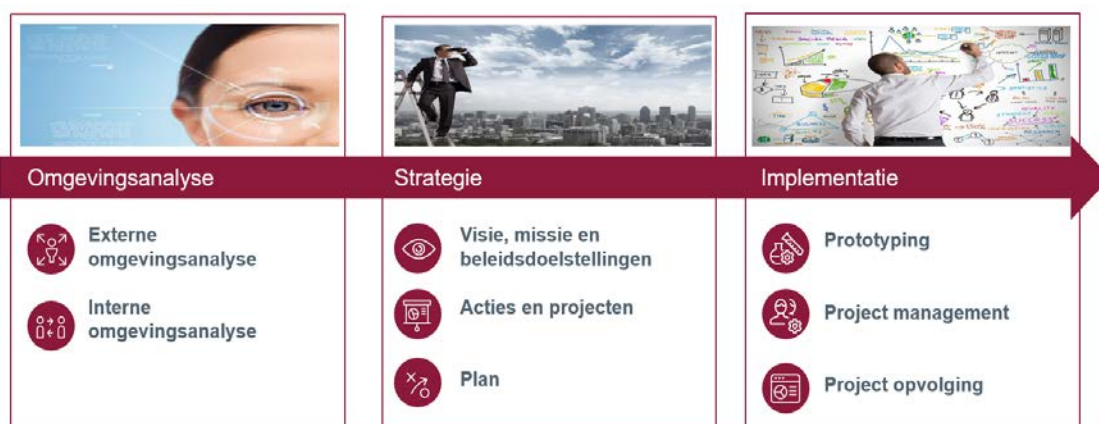 Omgevingsanalyse
Externe
omgevingsanalyse
Interne
omgevingsanalyse
Strategie
Visie, missie en
beleidsdoelstellingen
Acties en projecten
Plan
Implementatie
Prototyping
Project management
Project opvolging